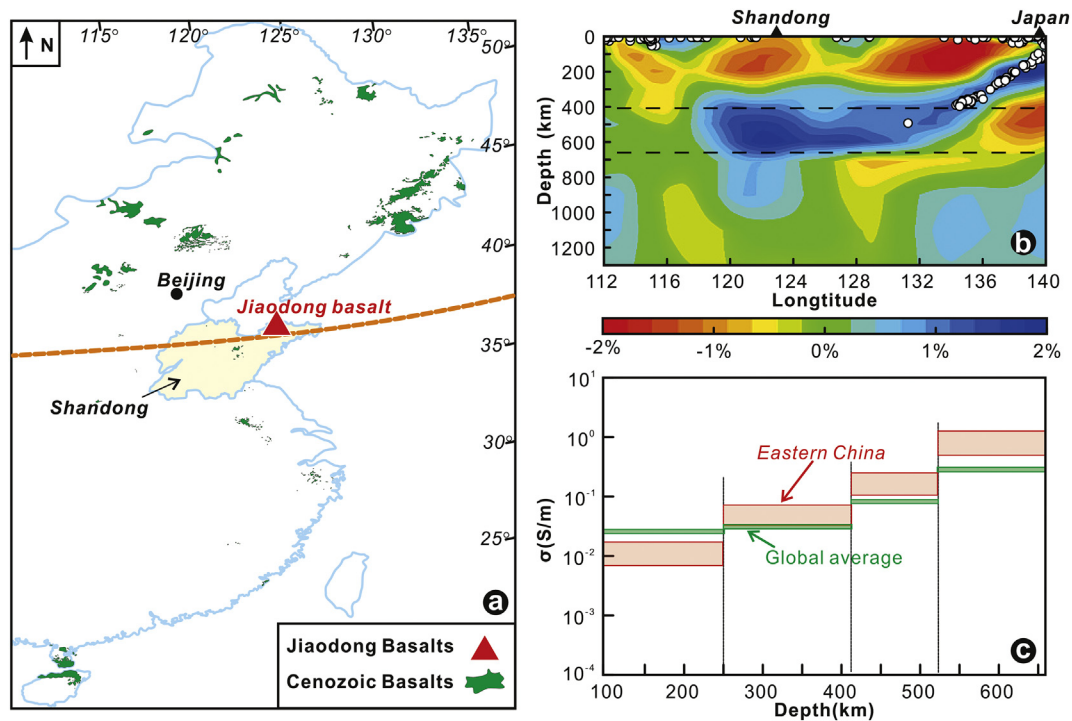 115° 120° 125° 130° 135°
N
50°
45°
40°
35°
30°
25°
Beijing
Jiaodong basalt
Shandong
a
Jiaodong Basalts
Cenozoic Basalts
Shandong Japan
0
200
400
600
800
1000
1200
Depth (km)
b
112 116 120 124 128 132 136 140
Longtitude
-2% -1% 0% 1% 2%
10¹
10⁰
10⁻¹
10⁻²
10⁻³
10⁻⁴
σ(S/m)
Eastern China
Global average
c
100 200 300 400 500 600
Depth(km)